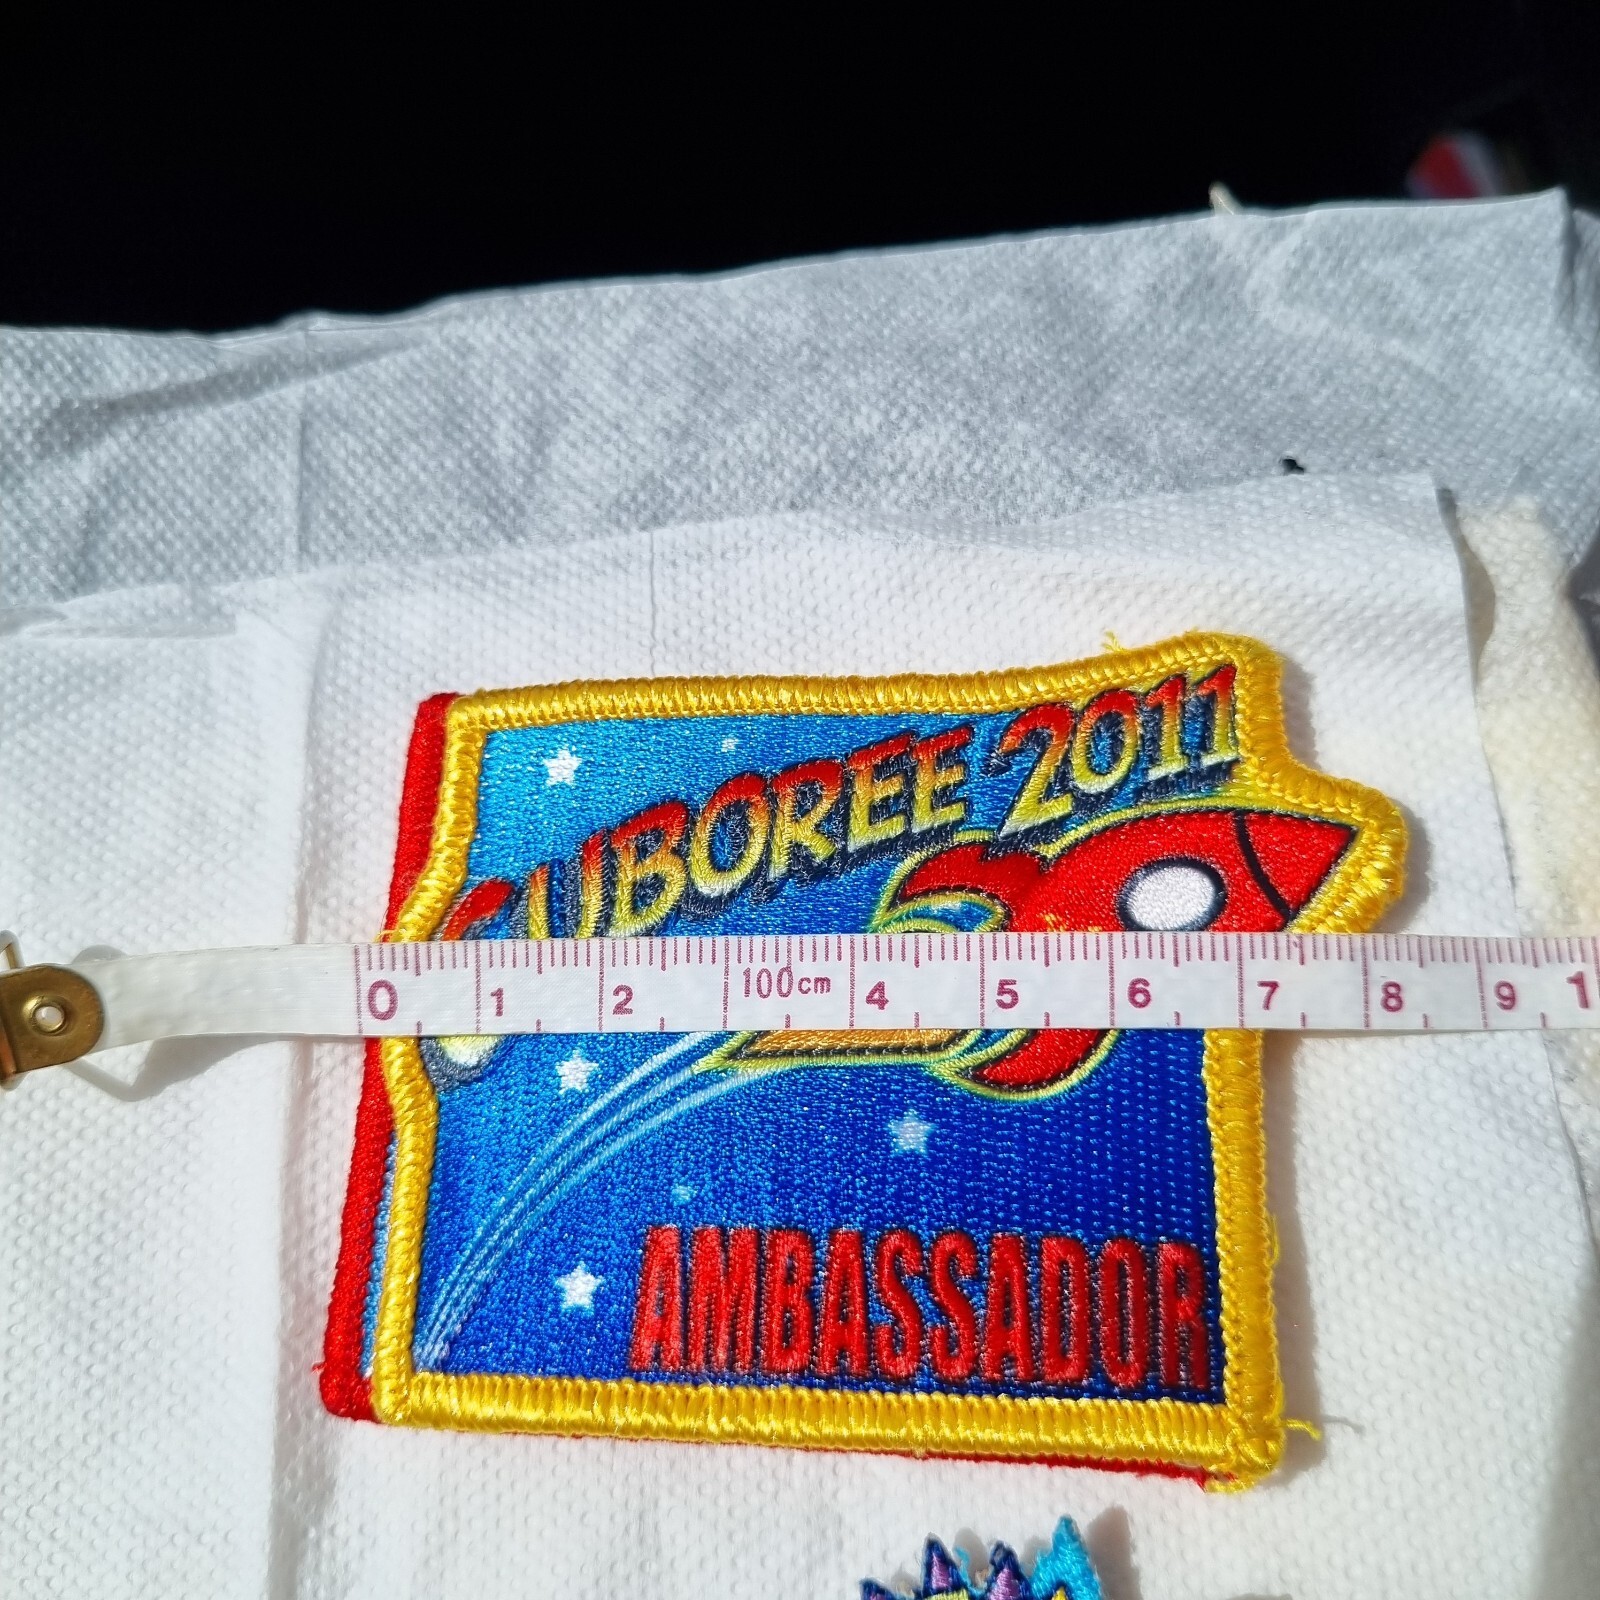 CUBOREE 2011
0 1 2 100cm 4 5 6 7 8 9 1
AMBASSADOR